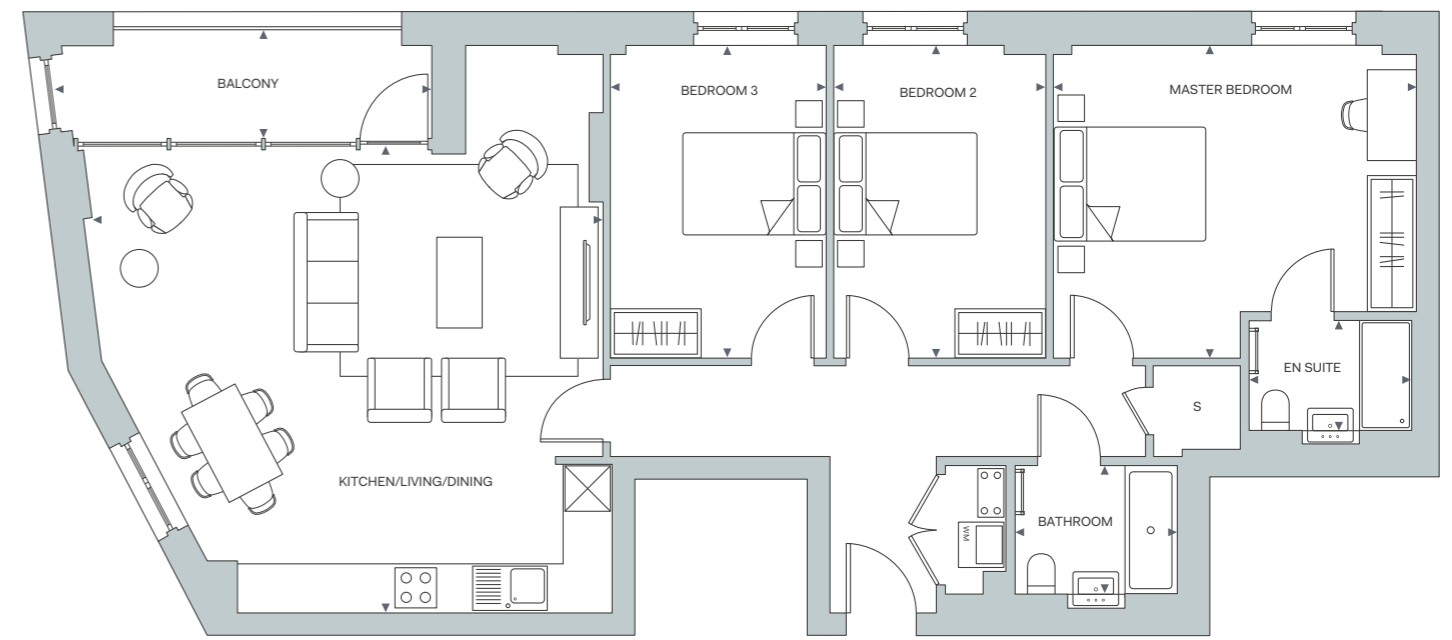 BALCONY
BEDROOM 3
BEDROOM 2
MASTER BEDROOM
EN SUITE
S
KITCHEN/LIVING/DINING
BATHROOM
WM